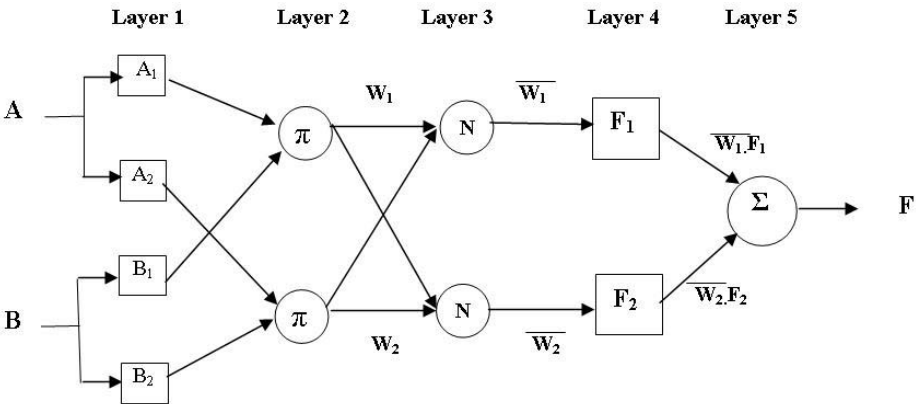 Layer 1 Layer 2 Layer 3 Layer 4 Layer 5
A
A₁
A₂
B
B₁
B₂
π
π
W₁
W₂
N
N
W̅₁
W̅₂
F₁
F₂
W̅₁.F₁
W̅₂.F₂
Σ
F